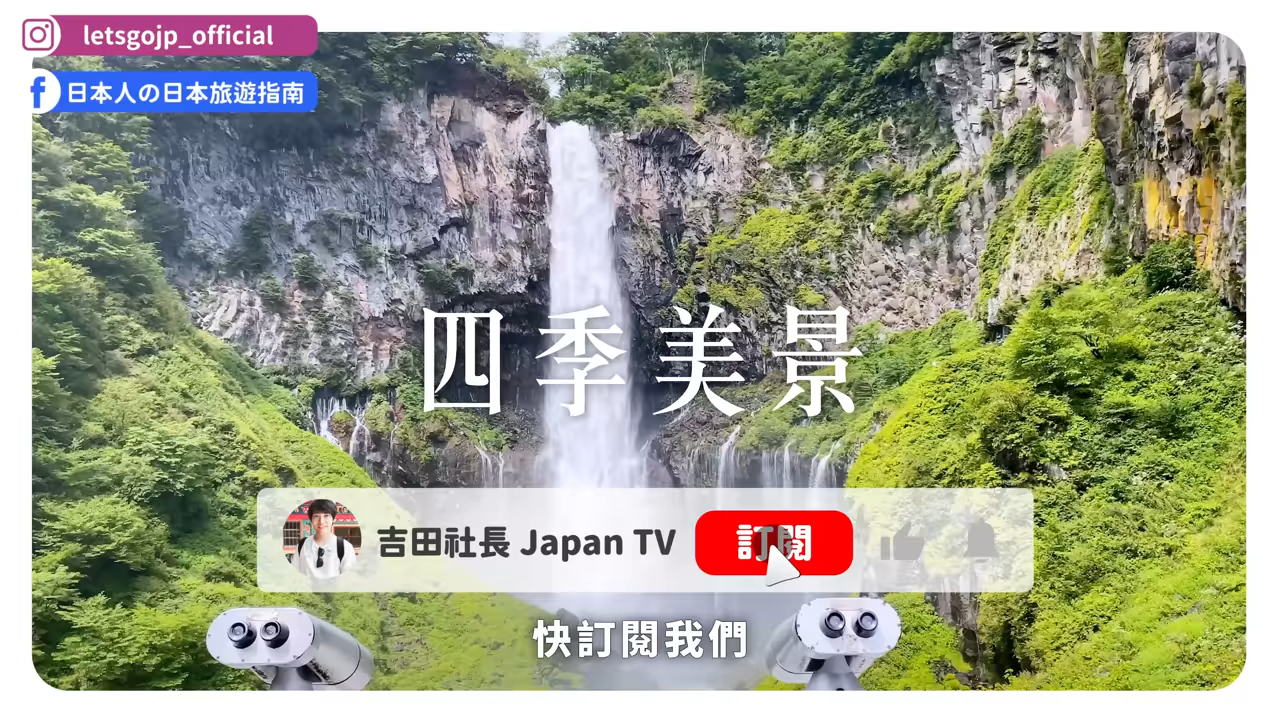 letsgojp_official
日本人の日本旅遊指南
四季美景
吉田社長 Japan TV
訂閱
快訂閱我們